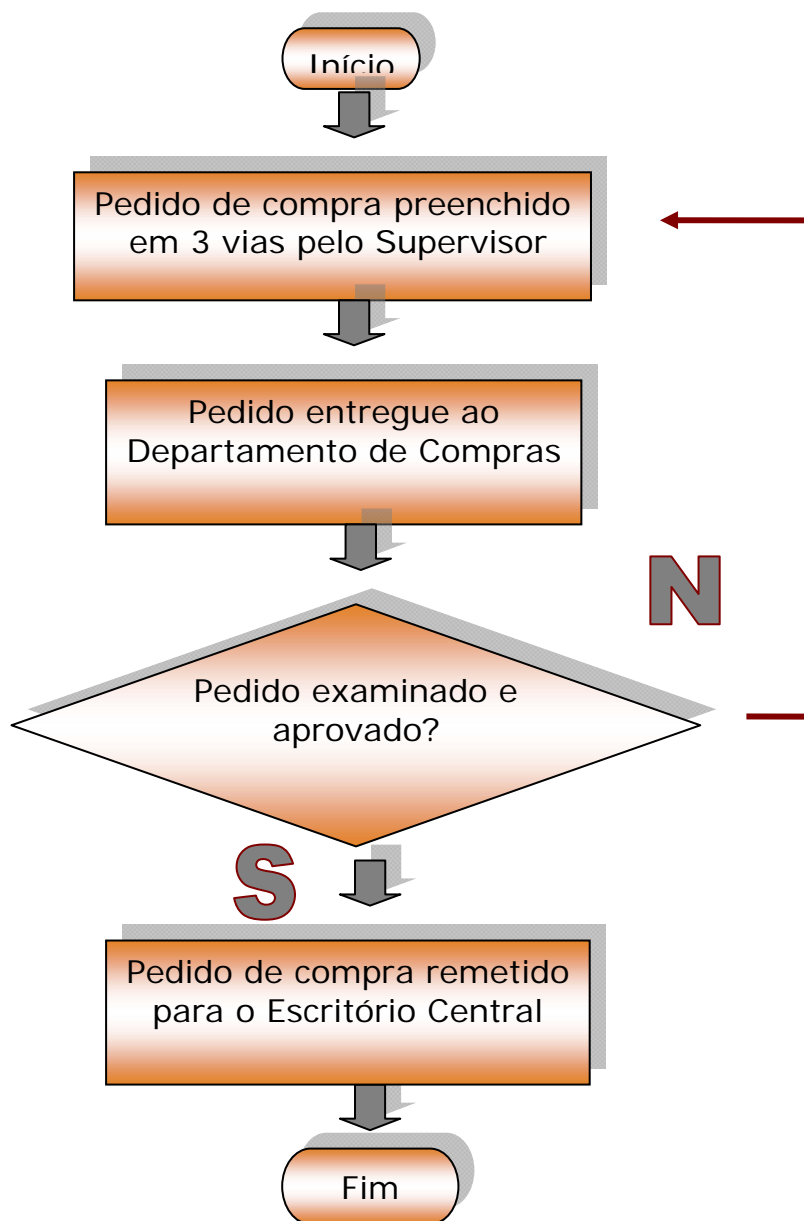 Início
Pedido de compra preenchido
em 3 vias pelo Supervisor
Pedido entregue ao
Departamento de Compras
N
Pedido examinado e
aprovado?
S
Pedido de compra remetido
para o Escritório Central
Fim